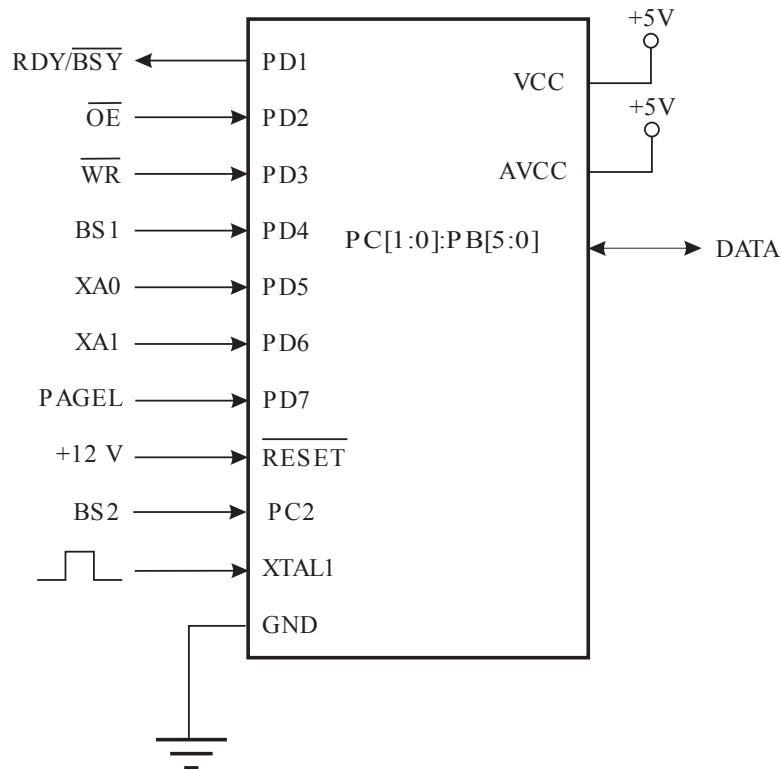 +5V
RDY/BSY PD1
VCC
OE PD2
+5V
WR PD3
AVCC
BS1 PD4
PC[1:0]:PB[5:0]
DATA
XA0 PD5
XA1 PD6
PAGEL PD7
+12 V RESET
BS2 PC2
XTAL1
GND